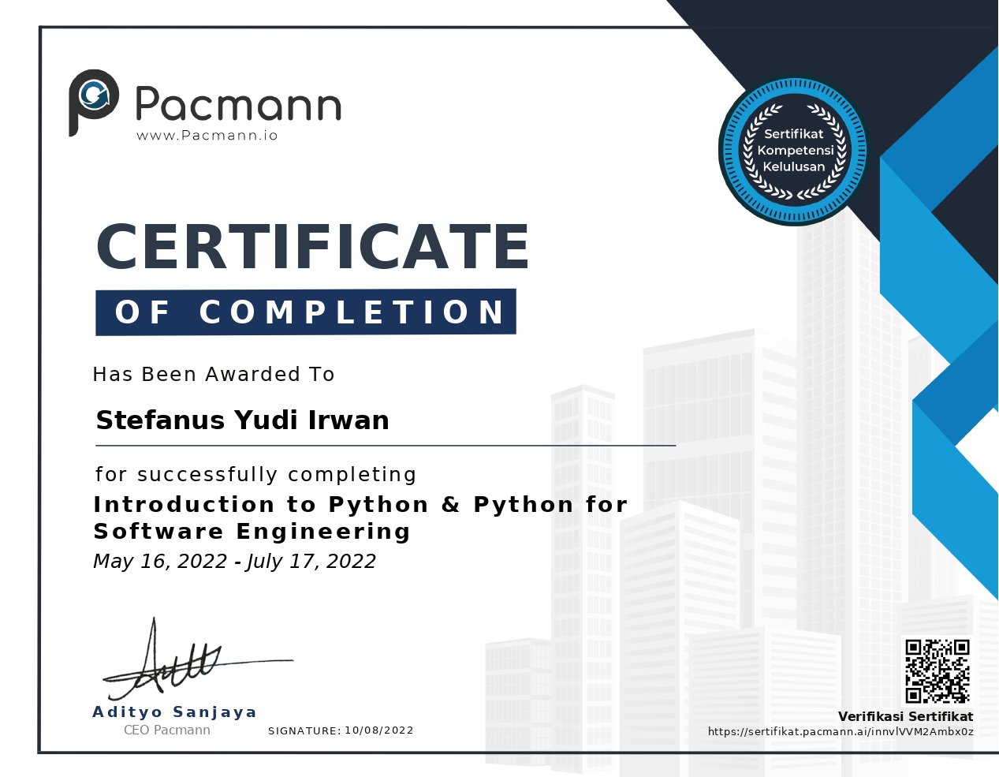 Pacmann
www.Pacmann.io
Sertifikat
Kompetensi
Kelulusan
CERTIFICATE
OF COMPLETION
Has Been Awarded To
Stefanus Yudi Irwan
for successfully completing
Introduction to Python & Python for
Software Engineering
May 16, 2022 - July 17, 2022
Adityo Sanjaya
CEO Pacmann
SIGNATURE: 10/08/2022
Verifikasi Sertifikat
https://sertifikat.pacmann.ai/innvlVVM2Ambx0z